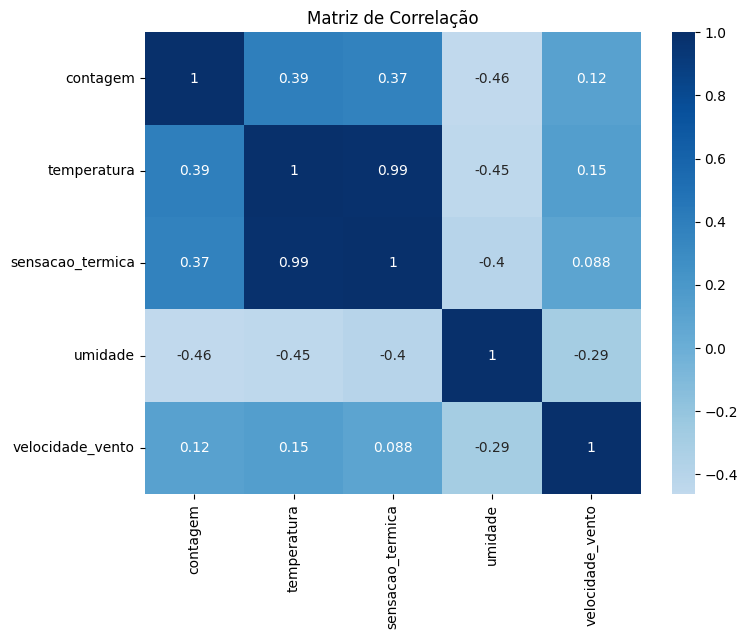 Matriz de Correlação
contagem 1 0.39 0.37 -0.46 0.12
temperatura 0.39 1 0.99 -0.45 0.15
sensacao_termica 0.37 0.99 1 -0.4 0.088
umidade -0.46 -0.45 -0.4 1 -0.29
velocidade_vento 0.12 0.15 0.088 -0.29 1
contagem
temperatura
sensacao_termica
umidade
velocidade_vento
1.0
0.8
0.6
0.4
0.2
0.0
−0.2
−0.4